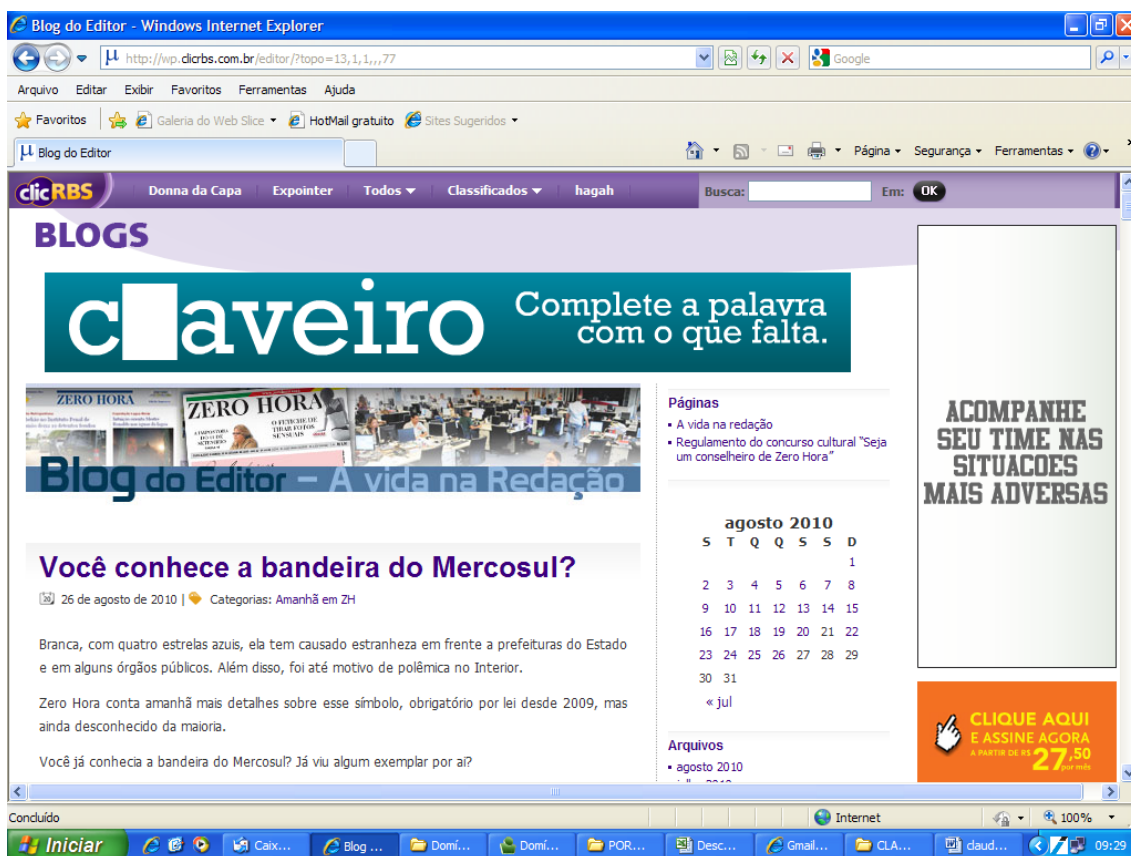 Blog do Editor - Windows Internet Explorer
http://wp.clicrbs.com.br/editor/?topo=13,1,1,,,77
Google
Arquivo Editar Exibir Favoritos Ferramentas Ajuda
Favoritos Galeria do Web Slice HotMail gratuito Sites Sugeridos
Blog do Editor
Página Segurança Ferramentas
clicRBS Donna da Capa Expointer Todos Classificados hagah Busca: Em: OK
BLOGS
c aveiro
Complete a palavra
com o que falta.
ZERO HORA
ZERO HORA
O FETICHE DE
TIRAR FOTOS
SENSUAIS
Blog do Editor – A vida na Redação
Você conhece a bandeira do Mercosul?
26 de agosto de 2010 | Categorias: Amanhã em ZH
Branca, com quatro estrelas azuis, ela tem causado estranheza em frente a prefeituras do Estado
e em alguns órgãos públicos. Além disso, foi até motivo de polêmica no Interior.
Zero Hora conta amanhã mais detalhes sobre esse símbolo, obrigatório por lei desde 2009, mas
ainda desconhecido da maioria.
Você já conhecia a bandeira do Mercosul? Já viu algum exemplar por aí?
Páginas
A vida na redação
Regulamento do concurso cultural "Seja
um conselheiro de Zero Hora"
agosto 2010
S T Q Q S S D
1
2 3 4 5 6 7 8
9 10 11 12 13 14 15
16 17 18 19 20 21 22
23 24 25 26 27 28 29
30 31
« jul
Arquivos
agosto 2010
ACOMPANHE
SEU TIME NAS
SITUACOES
MAIS ADVERSAS
CLIQUE AQUI
E ASSINE AGORA
A PARTIR DE R$ 27,50
por mês
Concluído Internet 100%
Iniciar Caix... Blog ... Domí... Domí... POR... Desc... Gmail... CLA... claud... 09:29